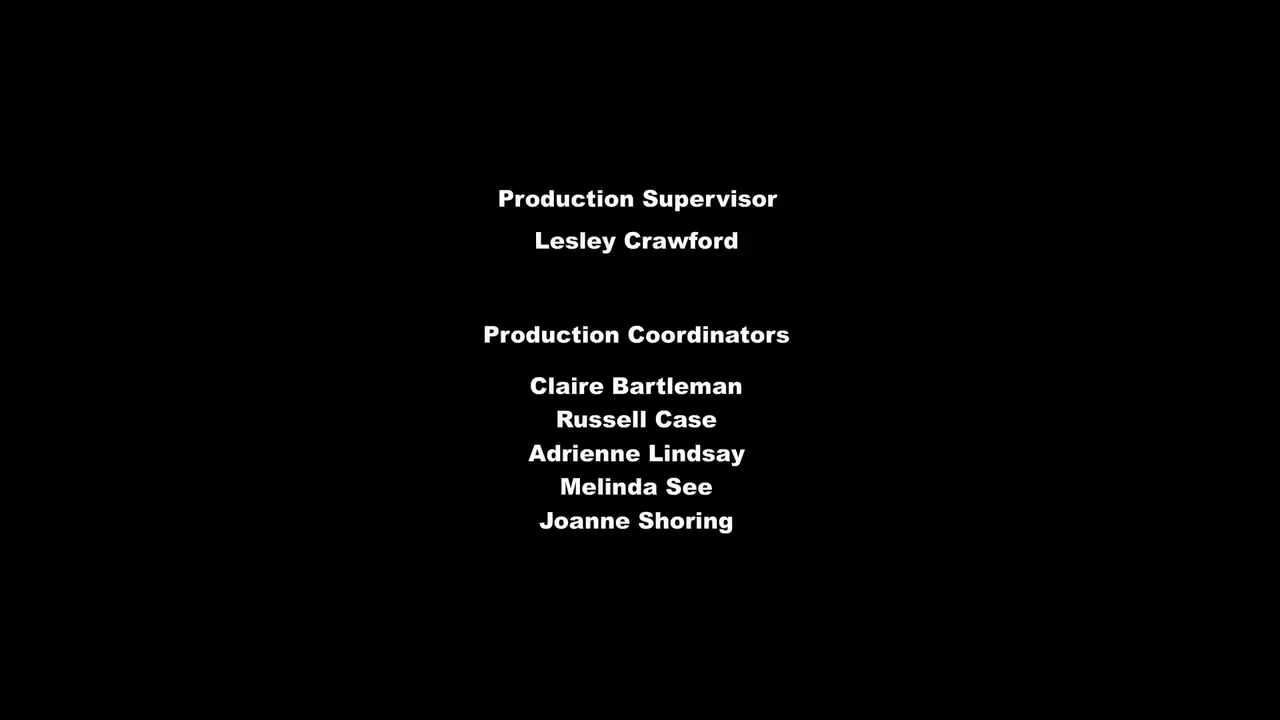 Production Supervisor
Lesley Crawford
Production Coordinators
Claire Bartleman
Russell Case
Adrienne Lindsay
Melinda See
Joanne Shoring